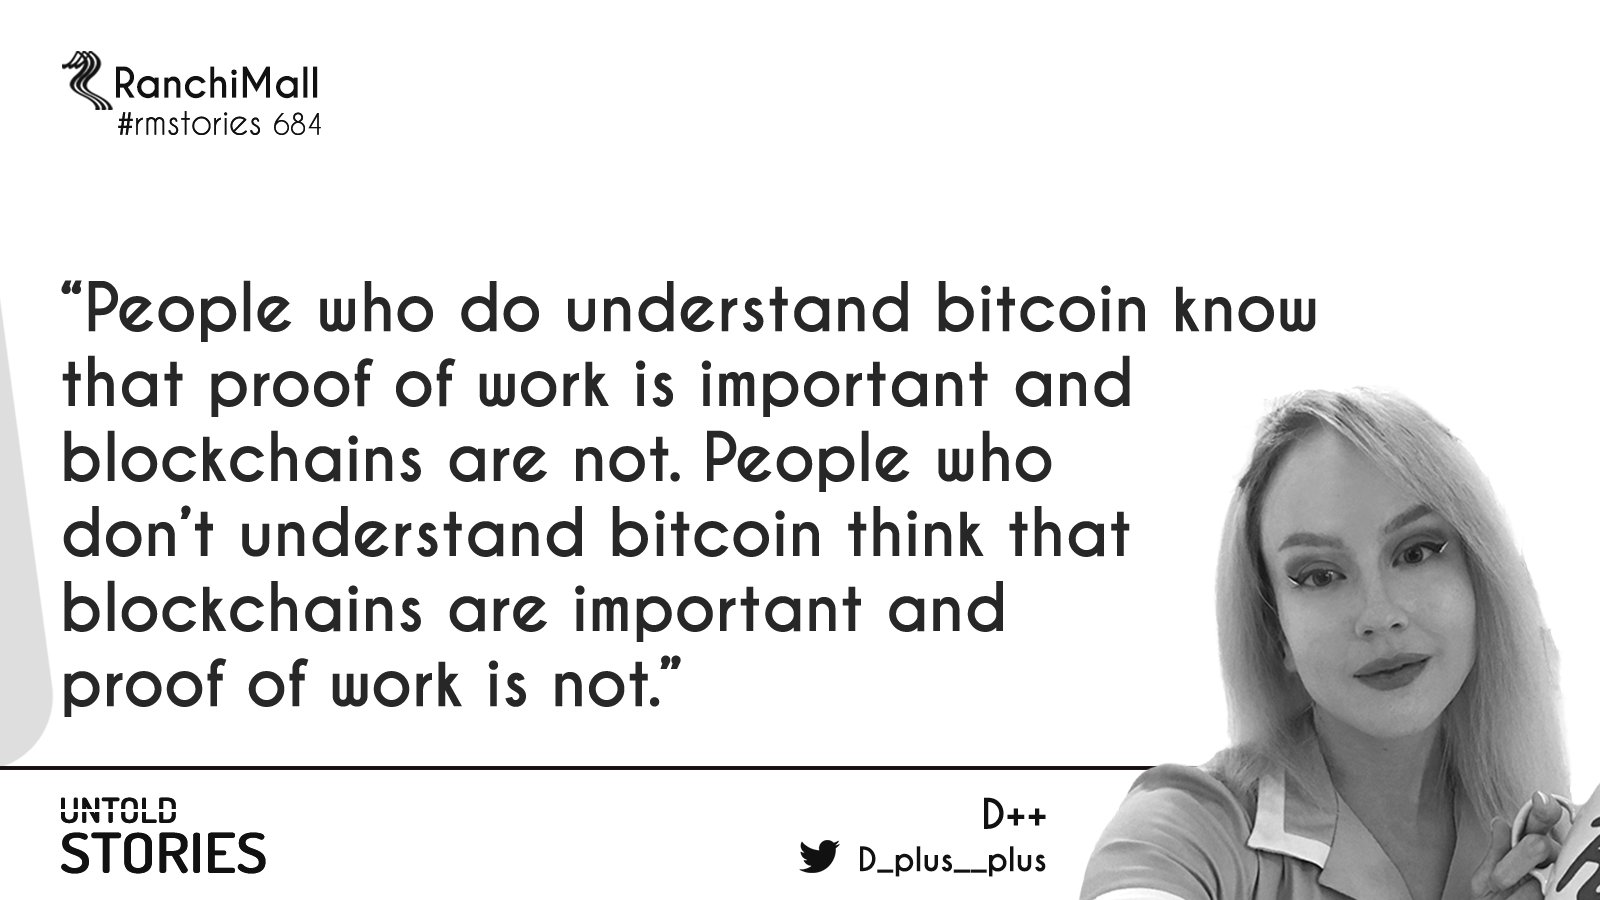 RanchiMall
#rmstories 684
“People who do understand bitcoin know
that proof of work is important and
blockchains are not. People who
don’t understand bitcoin think that
blockchains are important and
proof of work is not.”
UNTOLD
STORIES
D++
D_plus__plus